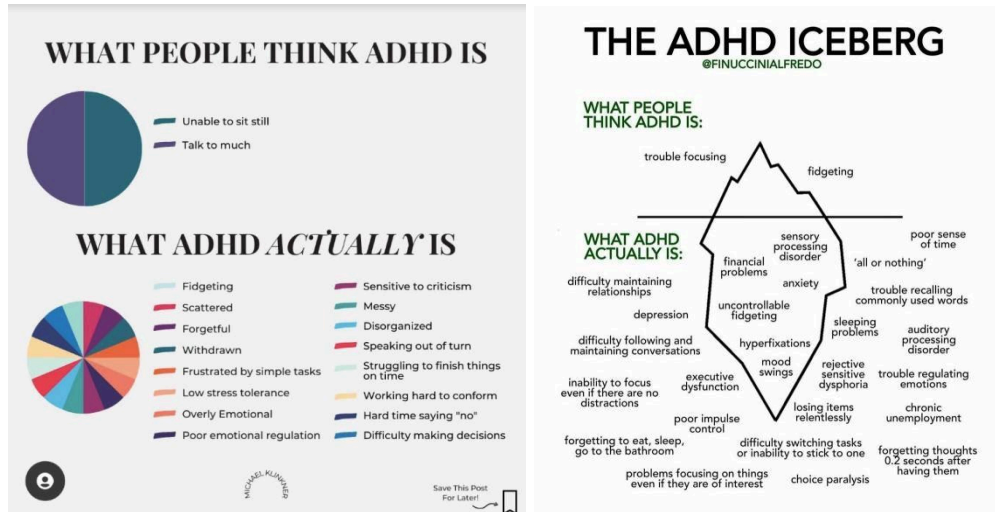 WHAT PEOPLE THINK ADHD IS
Unable to sit still
Talk to much
WHAT ADHD ACTUALLY IS
Fidgeting
Scattered
Forgetful
Withdrawn
Frustrated by simple tasks
Low stress tolerance
Overly Emotional
Poor emotional regulation
Sensitive to criticism
Messy
Disorganized
Speaking out of turn
Struggling to finish things
on time
Working hard to conform
Hard time saying "no"
Difficulty making decisions
MICHAEL KLINKNER
Save This Post
For Later!
THE ADHD ICEBERG
@FINUCCINIALFREDO
WHAT PEOPLE
THINK ADHD IS:
trouble focusing
fidgeting
WHAT ADHD
ACTUALLY IS:
sensory
processing
disorder
poor sense
of time
financial
problems
'all or nothing'
difficulty maintaining
relationships
anxiety
trouble recalling
commonly used words
depression
uncontrollable
fidgeting
sleeping
problems
auditory
processing
disorder
difficulty following and
maintaining conversations
hyperfixations
mood
swings
rejective
sensitive
dysphoria
trouble regulating
emotions
inability to focus
even if there are no
distractions
executive
dysfunction
losing items
relentlessly
chronic
unemployment
poor impulse
control
forgetting to eat, sleep,
go to the bathroom
difficulty switching tasks
or inability to stick to one
forgetting thoughts
0.2 seconds after
having them
problems focusing on things
even if they are of interest
choice paralysis